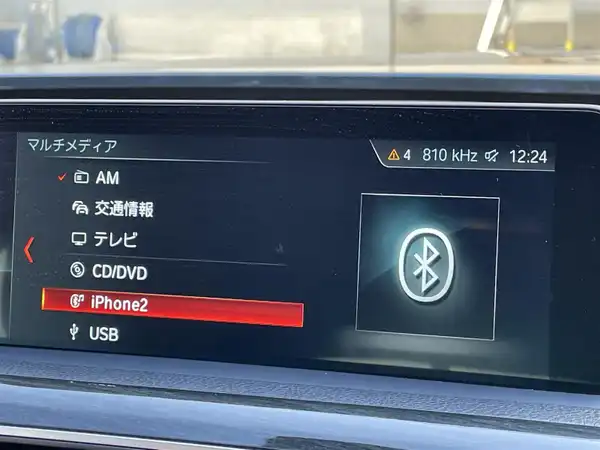 マルチメディア
4 810 kHz 12:24
AM
交通情報
テレビ
CD/DVD
iPhone2
USB